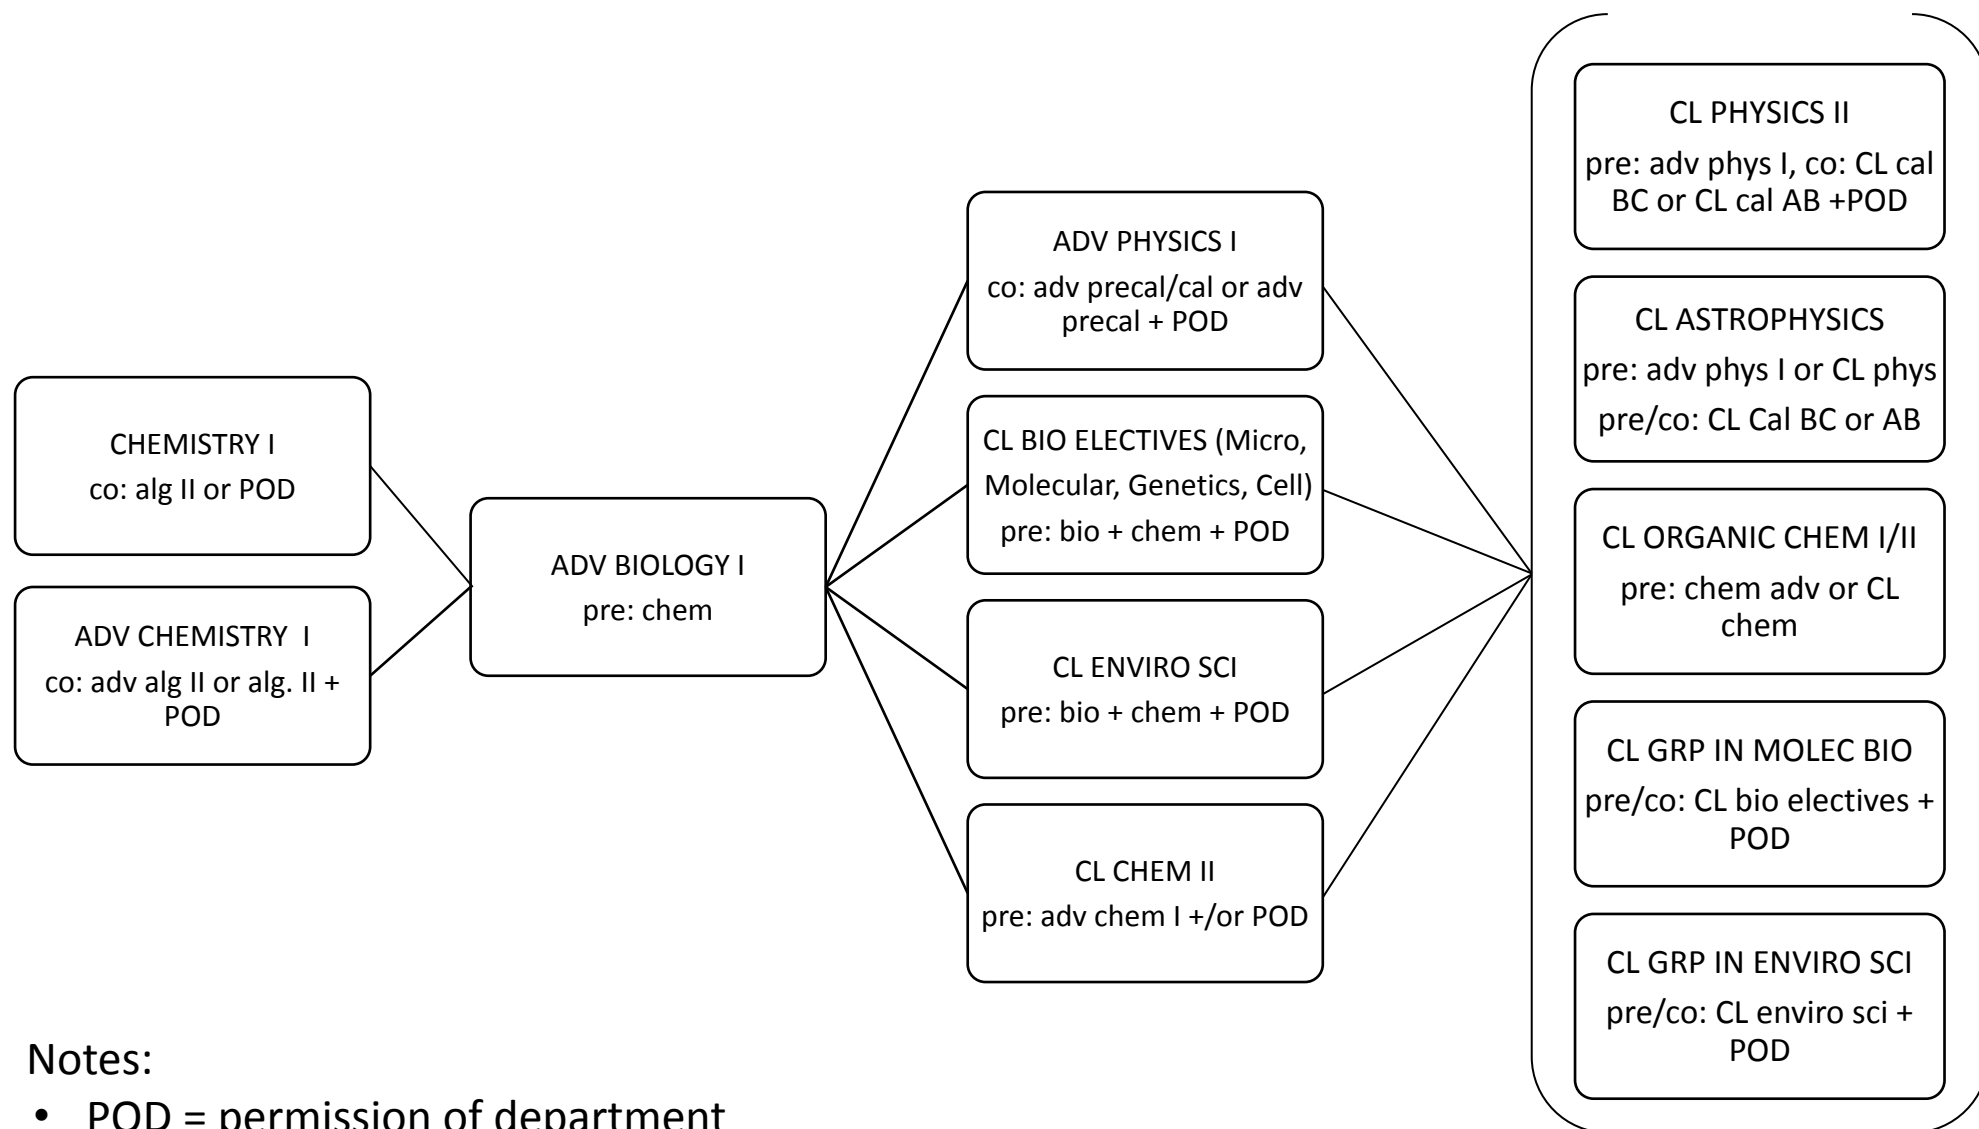 CHEMISTRY I
co: alg II or POD
ADV CHEMISTRY I
co: adv alg II or alg. II +
POD
ADV BIOLOGY I
pre: chem
ADV PHYSICS I
co: adv precal/cal or adv
precal + POD
CL BIO ELECTIVES (Micro,
Molecular, Genetics, Cell)
pre: bio + chem + POD
CL ENVIRO SCI
pre: bio + chem + POD
CL CHEM II
pre: adv chem I +/or POD
CL PHYSICS II
pre: adv phys I, co: CL cal
BC or CL cal AB +POD
CL ASTROPHYSICS
pre: adv phys I or CL phys
pre/co: CL Cal BC or AB
CL ORGANIC CHEM I/II
pre: chem adv or CL
chem
CL GRP IN MOLEC BIO
pre/co: CL bio electives +
POD
CL GRP IN ENVIRO SCI
pre/co: CL enviro sci +
POD
Notes:
• POD = permission of department